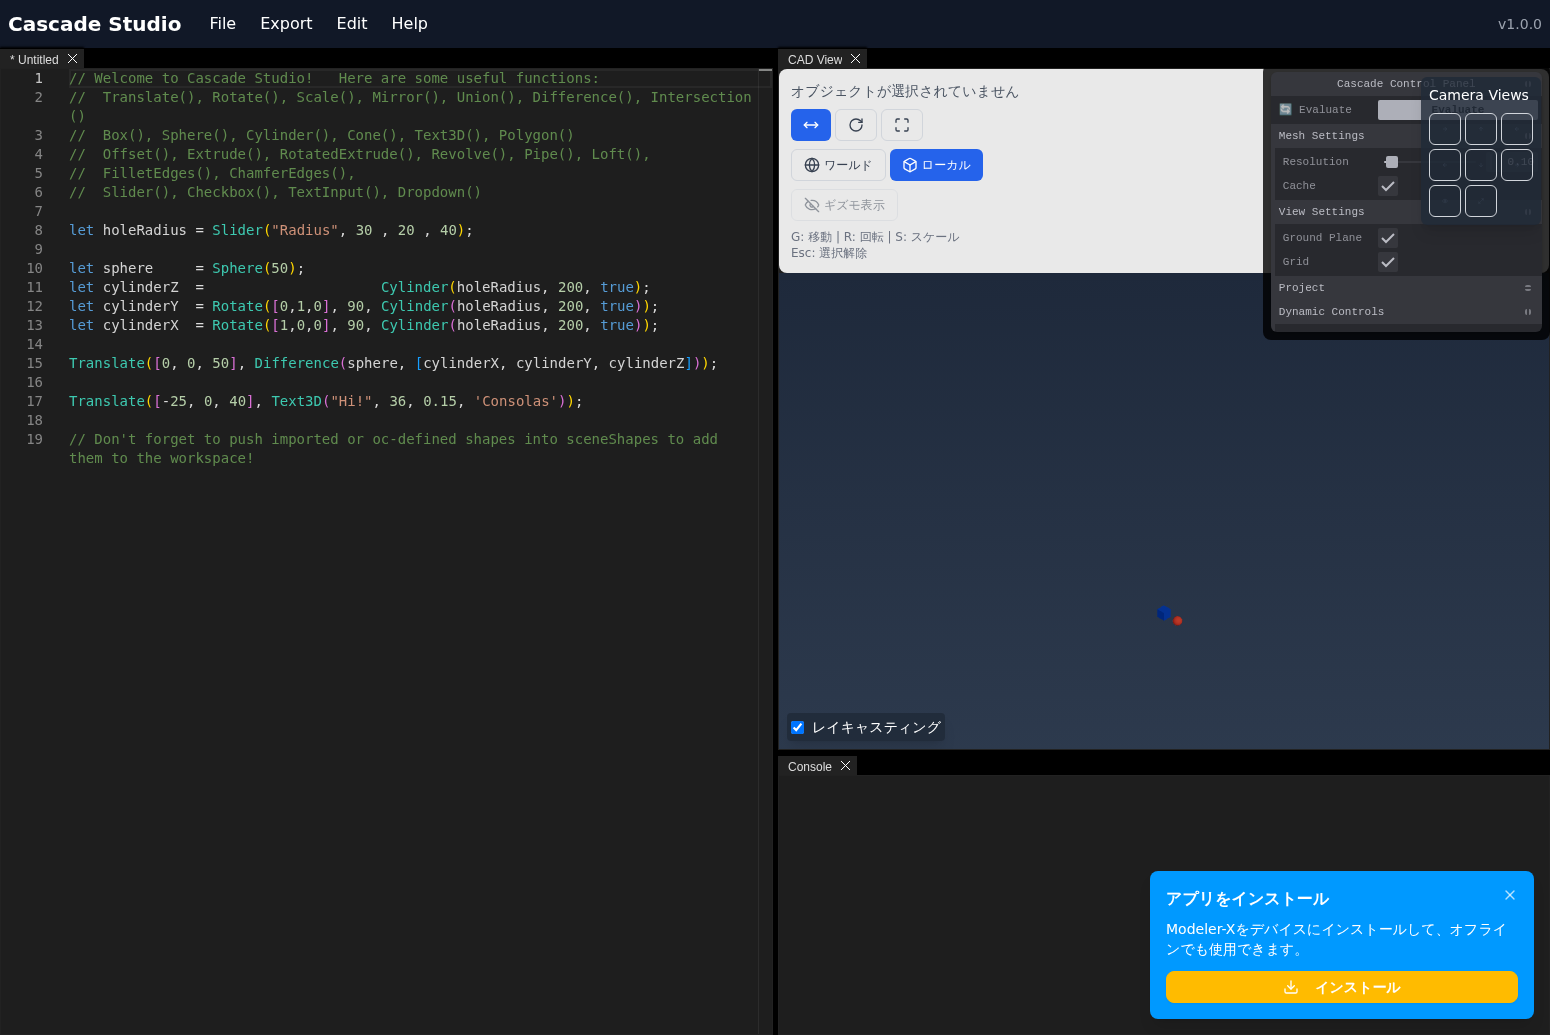 Cascade Studio File Export Edit Help v1.0.0
* Untitled
1 // Welcome to Cascade Studio!   Here are some useful functions:
2 //  Translate(), Rotate(), Scale(), Mirror(), Union(), Difference(), Intersection
()
3 //  Box(), Sphere(), Cylinder(), Cone(), Text3D(), Polygon()
4 //  Offset(), Extrude(), RotatedExtrude(), Revolve(), Pipe(), Loft(),
5 //  FilletEdges(), ChamferEdges(),
6 //  Slider(), Checkbox(), TextInput(), Dropdown()
7
8 let holeRadius = Slider("Radius", 30 , 20 , 40);
9
10 let sphere     = Sphere(50);
11 let cylinderZ  =                     Cylinder(holeRadius, 200, true);
12 let cylinderY  = Rotate([0,1,0], 90, Cylinder(holeRadius, 200, true));
13 let cylinderX  = Rotate([1,0,0], 90, Cylinder(holeRadius, 200, true));
14
15 Translate([0, 0, 50], Difference(sphere, [cylinderX, cylinderY, cylinderZ]));
16
17 Translate([-25, 0, 40], Text3D("Hi!", 36, 0.15, 'Consolas'));
18
19 // Don't forget to push imported or oc-defined shapes into sceneShapes to add
them to the workspace!
CAD View
オブジェクトが選択されていません
ワールド ローカル
ギズモ表示
G: 移動 | R: 回転 | S: スケール
Esc: 選択解除
Cascade Control Panel
Camera Views
Evaluate Evaluate
Mesh Settings
Resolution
Cache
View Settings
Ground Plane
Grid
Project
Dynamic Controls
レイキャスティング
Console
アプリをインストール
Modeler-Xをデバイスにインストールして、オフライ
ンでも使用できます。
インストール